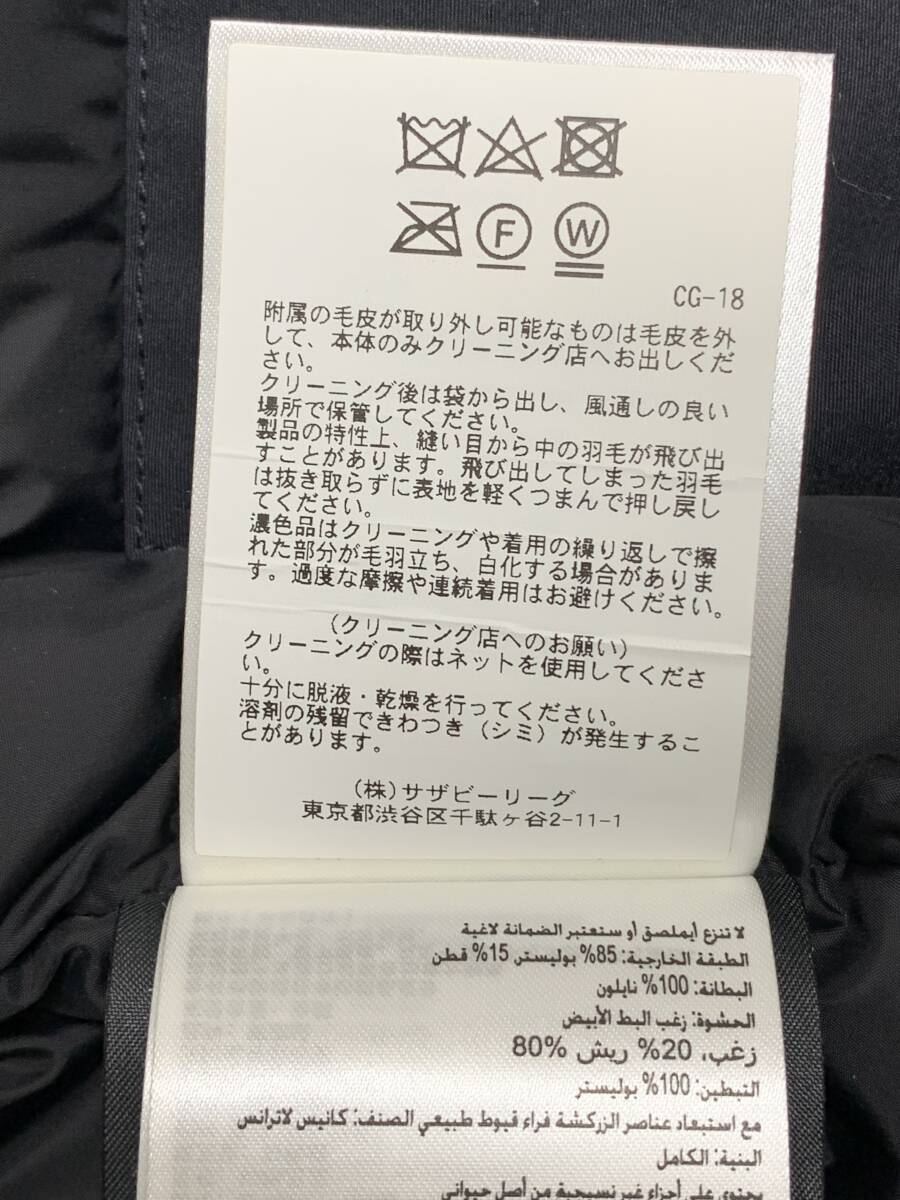 F
W
CG-18
附属の毛皮が取り外し可能なものは毛皮を外
して、本体のみクリーニング店へお出しくだ
さい。
クリーニング後は袋から出し、風通しの良い
場所で保管してください。
製品の特性上、縫い目から中の羽毛が飛び出
すことがあります。飛び出してしまった羽毛
は抜き取らずに表地を軽くつまんで押し戻し
てください。
濃色品はクリーニングや着用の繰り返しで擦
れた部分が毛羽立ち、白化する場合がありま
す。過度な摩擦や連続着用はお避けください。
(クリーニング店へのお願い)
クリーニングの際はネットを使用してくださ
い。
十分に脱液・乾燥を行ってください。
溶剤の残留できわつき（シミ）が発生するこ
とがあります。
(株)サザビーリーグ
東京都渋谷区千駄ヶ谷2-11-1
لا تنزع أيملصق أو ستعتبر الضمانة لاغية
الطبقة الخارجية: 85% بوليستر, 15% قطن
البطانة: 100% نايلون
الحشوة: زغب البط الأبيض
زغب، 20% ريش 80%
التبطين: 100% بوليستر
مع استبعاد عناصر الزركشة فراء قيوط طبيعي الصنف: كانيس لاترانس
البنية: الكامل
يحتوي على أجزاء غير نسيجية من أصل حيواني